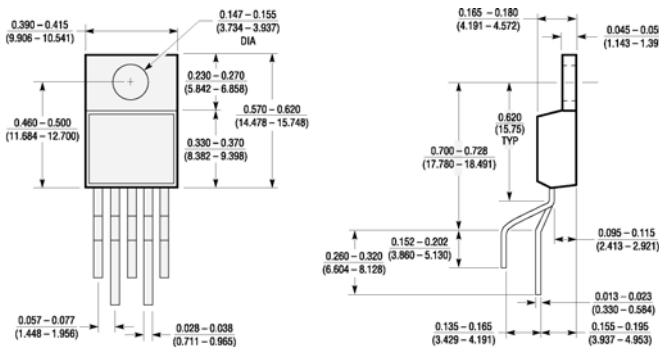 0.390 – 0.415
(9.906 – 10.541)
0.147 – 0.155
(3.734 – 3.937)
DIA
0.230 – 0.270
(5.842 – 6.858)
0.460 – 0.500
(11.684 – 12.700)
0.570 – 0.620
(14.478 – 15.748)
0.330 – 0.370
(8.382 – 9.398)
0.057 – 0.077
(1.448 – 1.956)
0.028 – 0.038
(0.711 – 0.965)
0.165 – 0.180
(4.191 – 4.572)
0.045 – 0.05
(1.143 – 1.39
0.620
(15.75)
TYP
0.700 – 0.728
(17.780 – 18.491)
0.260 – 0.320
(6.604 – 8.128)
0.152 – 0.202
(3.860 – 5.130)
0.095 – 0.115
(2.413 – 2.921)
0.013 – 0.023
(0.330 – 0.584)
0.135 – 0.165
(3.429 – 4.191)
0.155 – 0.195
(3.937 – 4.953)